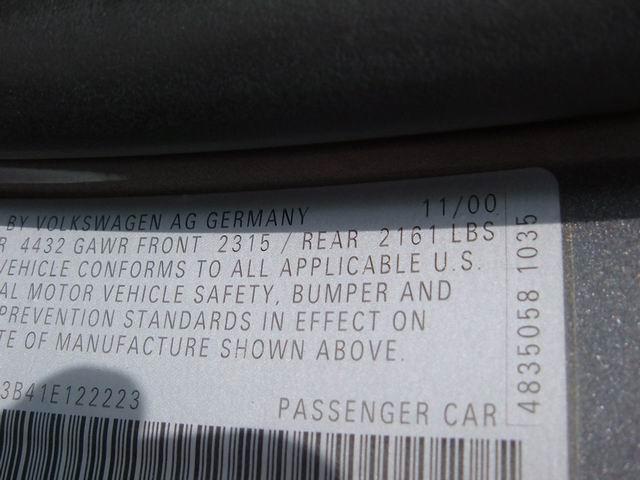 BY VOLKSWAGEN AG GERMANY 11/00
R 4432 GAWR FRONT 2315 / REAR 2161 LBS
VEHICLE CONFORMS TO ALL APPLICABLE U.S.
AL MOTOR VEHICLE SAFETY, BUMPER AND
PREVENTION STANDARDS IN EFFECT ON
TE OF MANUFACTURE SHOWN ABOVE.
3B41E122223
PASSENGER CAR
4835058 1035